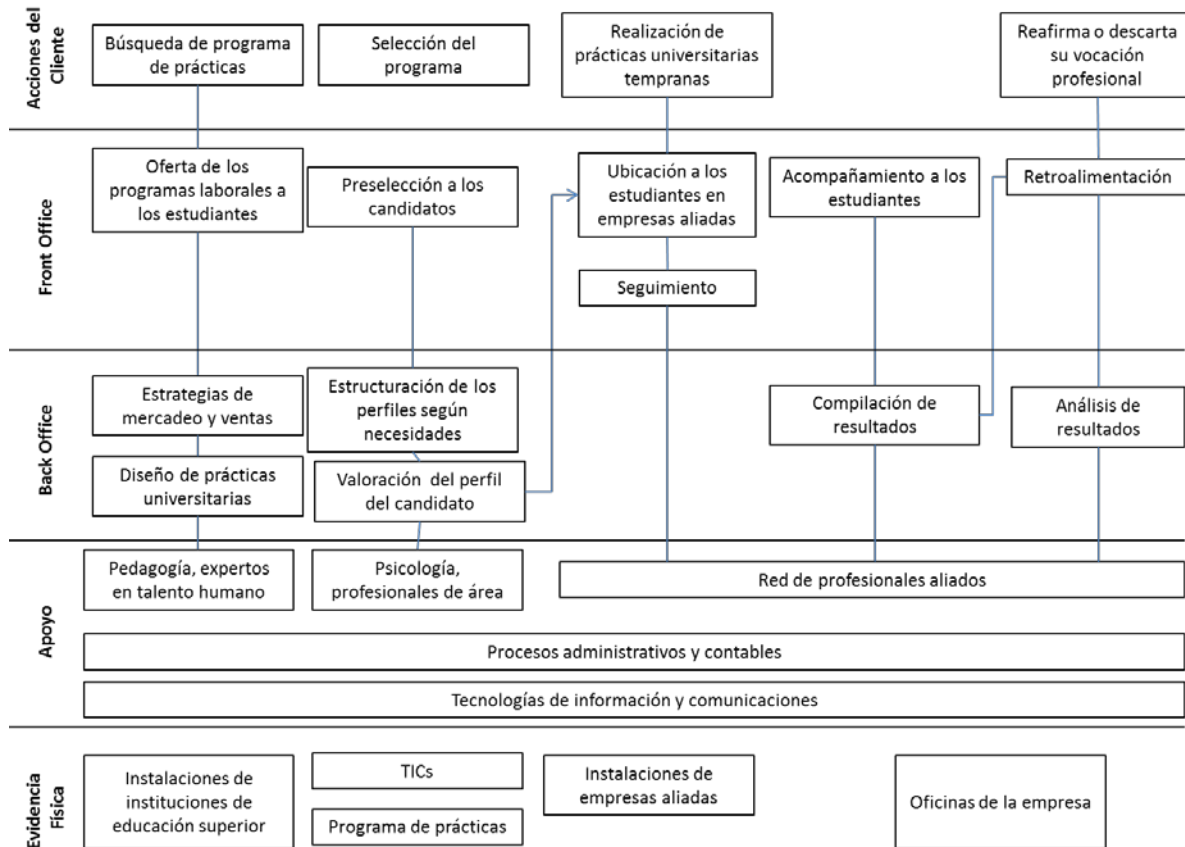 Acciones del
Cliente
Búsqueda de programa
de prácticas
Selección del
programa
Realización de
prácticas universitarias
tempranas
Reafirma o descarta
su vocación
profesional
Front Office
Oferta de los
programas laborales a
los estudiantes
Preselección a los
candidatos
Ubicación a los
estudiantes en
empresas aliadas
Seguimiento
Acompañamiento a los
estudiantes
Retroalimentación
Back Office
Estrategias de
mercadeo y ventas
Diseño de prácticas
universitarias
Estructuración de los
perfiles según
necesidades
Valoración del perfil
del candidato
Compilación de
resultados
Análisis de
resultados
Apoyo
Pedagogía, expertos
en talento humano
Psicología,
profesionales de área
Red de profesionales aliados
Procesos administrativos y contables
Tecnologías de información y comunicaciones
Evidencia
Física
Instalaciones de
instituciones de
educación superior
TICs
Programa de prácticas
Instalaciones de
empresas aliadas
Oficinas de la empresa